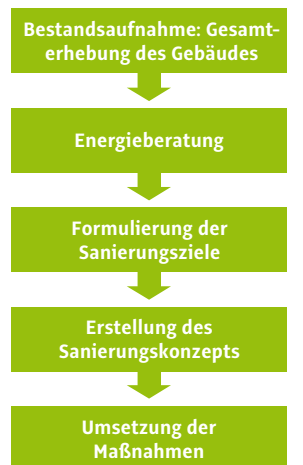 Bestandsaufnahme: Gesamt-
erhebung des Gebäudes
Energieberatung
Formulierung der
Sanierungsziele
Erstellung des
Sanierungskonzepts
Umsetzung der
Maßnahmen